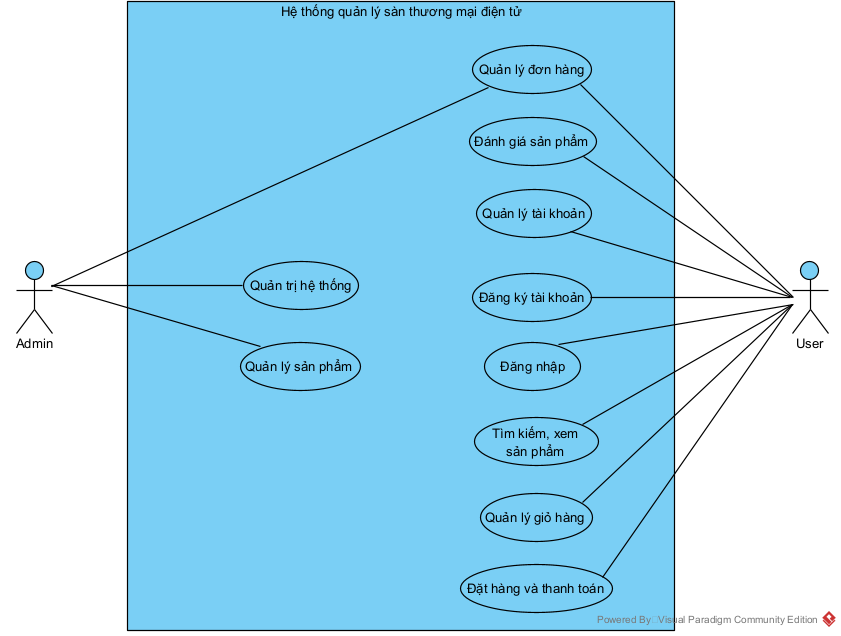 Hệ thống quản lý sàn thương mại điện tử
Quản lý đơn hàng
Đánh giá sản phẩm
Quản lý tài khoản
Quản trị hệ thống
Đăng ký tài khoản
Admin
User
Quản lý sản phẩm
Đăng nhập
Tìm kiếm, xem
sản phẩm
Quản lý giỏ hàng
Đặt hàng và thanh toán
Powered By Visual Paradigm Community Edition